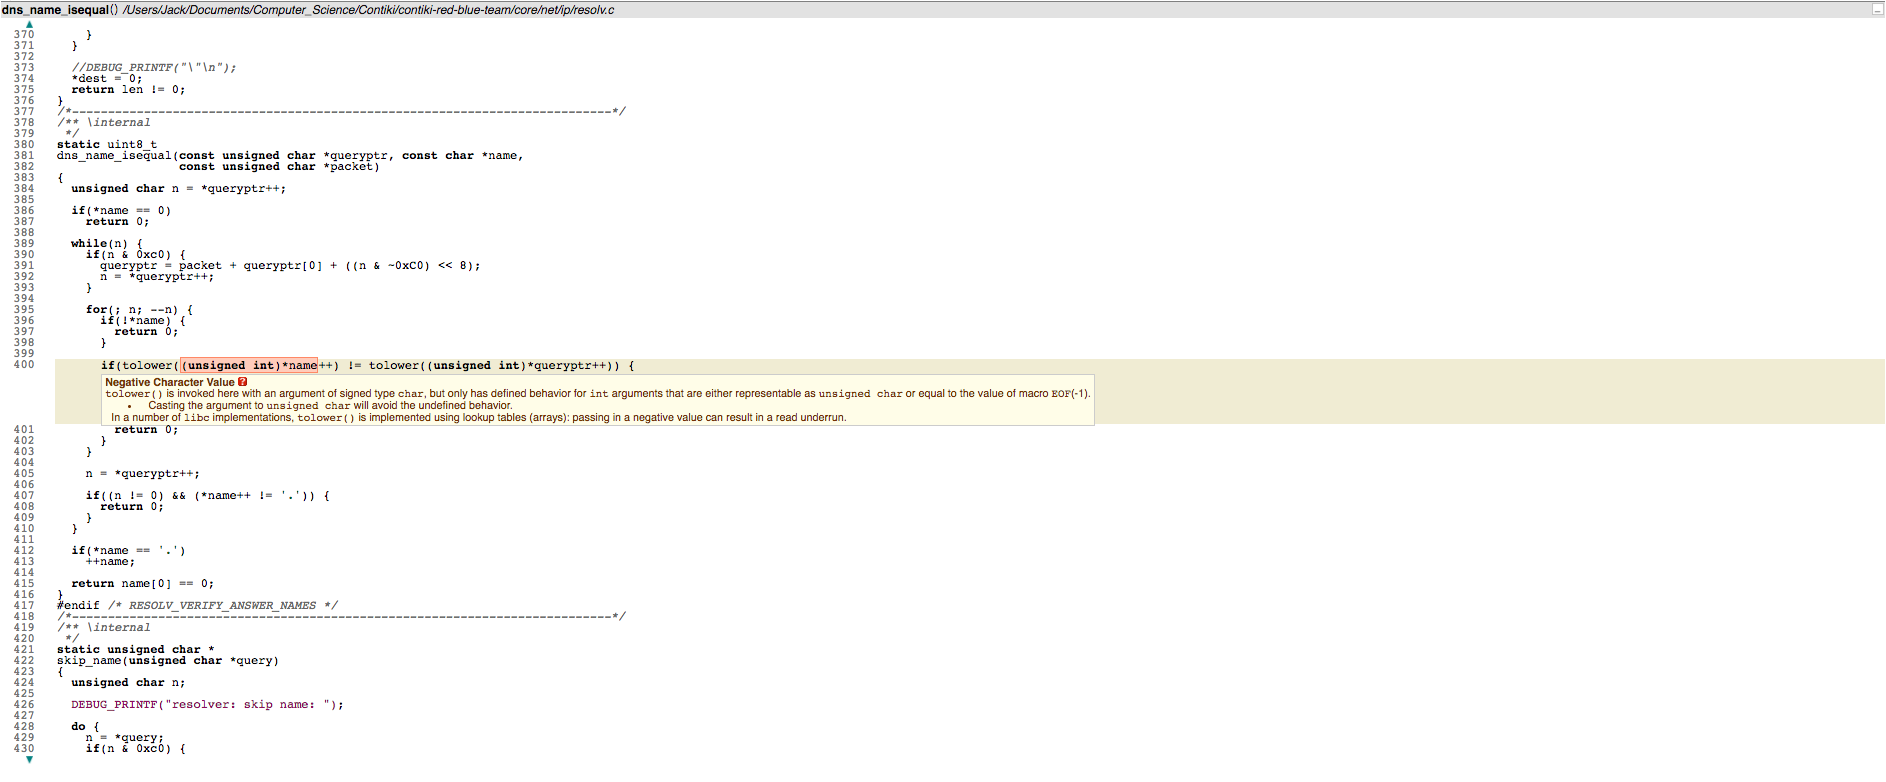 dns_name_isequal() /Users/Jack/Documents/Computer_Science/Contiki/contiki-red-blue-team/core/net/ip/resolv.c
370       }
371     }
372
373     //DEBUG_PRINTF("\"\n");
374     *dest = 0;
375     return len != 0;
376   }
377   /*---------------------------------------------------------------------------*/
378   /** \internal
379    */
380   static uint8_t
381   dns_name_isequal(const unsigned char *queryptr, const char *name,
382                    const unsigned char *packet)
383   {
384     unsigned char n = *queryptr++;
385
386     if(*name == 0)
387       return 0;
388
389     while(n) {
390       if(n & 0xc0) {
391         queryptr = packet + queryptr[0] + ((n & ~0xC0) << 8);
392         n = *queryptr++;
393       }
394
395       for(; n; --n) {
396         if(!*name) {
397           return 0;
398         }
399
400         if(tolower((unsigned int)*name++) != tolower((unsigned int)*queryptr++)) {
Negative Character Value ?
tolower() is invoked here with an argument of signed type char, but only has defined behavior for int arguments that are either representable as unsigned char or equal to the value of macro EOF(-1).
• Casting the argument to unsigned char will avoid the undefined behavior.
In a number of libc implementations, tolower() is implemented using lookup tables (arrays): passing in a negative value can result in a read underrun.
401           return 0;
402         }
403       }
404
405       n = *queryptr++;
406
407       if((n != 0) && (*name++ != '.')) {
408         return 0;
409       }
410     }
411
412     if(*name == '.')
413       ++name;
414
415     return name[0] == 0;
416   }
417   #endif /* RESOLV_VERIFY_ANSWER_NAMES */
418   /*---------------------------------------------------------------------------*/
419   /** \internal
420    */
421   static unsigned char *
422   skip_name(unsigned char *query)
423   {
424     unsigned char n;
425
426     DEBUG_PRINTF("resolver: skip name: ");
427
428     do {
429       n = *query;
430       if(n & 0xc0) {